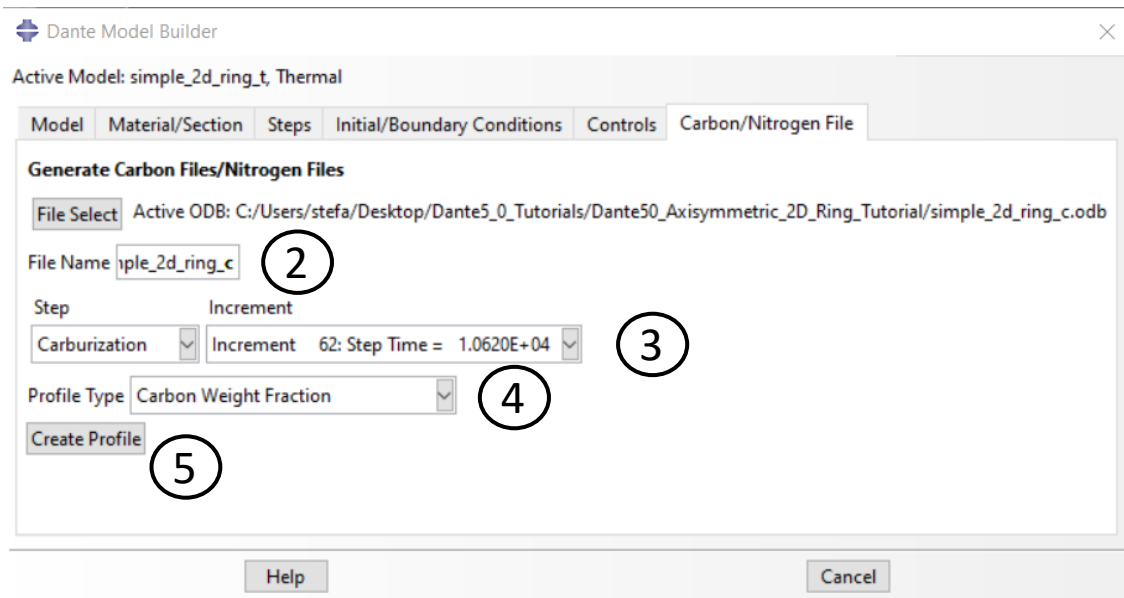 Dante Model Builder
Active Model: simple_2d_ring_t, Thermal
Model Material/Section Steps Initial/Boundary Conditions Controls Carbon/Nitrogen File
Generate Carbon Files/Nitrogen Files
File Select Active ODB: C:/Users/stefa/Desktop/Dante5_0_Tutorials/Dante50_Axisymmetric_2D_Ring_Tutorial/simple_2d_ring_c.odb
File Name nple_2d_ring_c 2
Step Increment
Carburization Increment 62: Step Time = 1.0620E+04 3
Profile Type Carbon Weight Fraction 4
Create Profile 5
Help Cancel